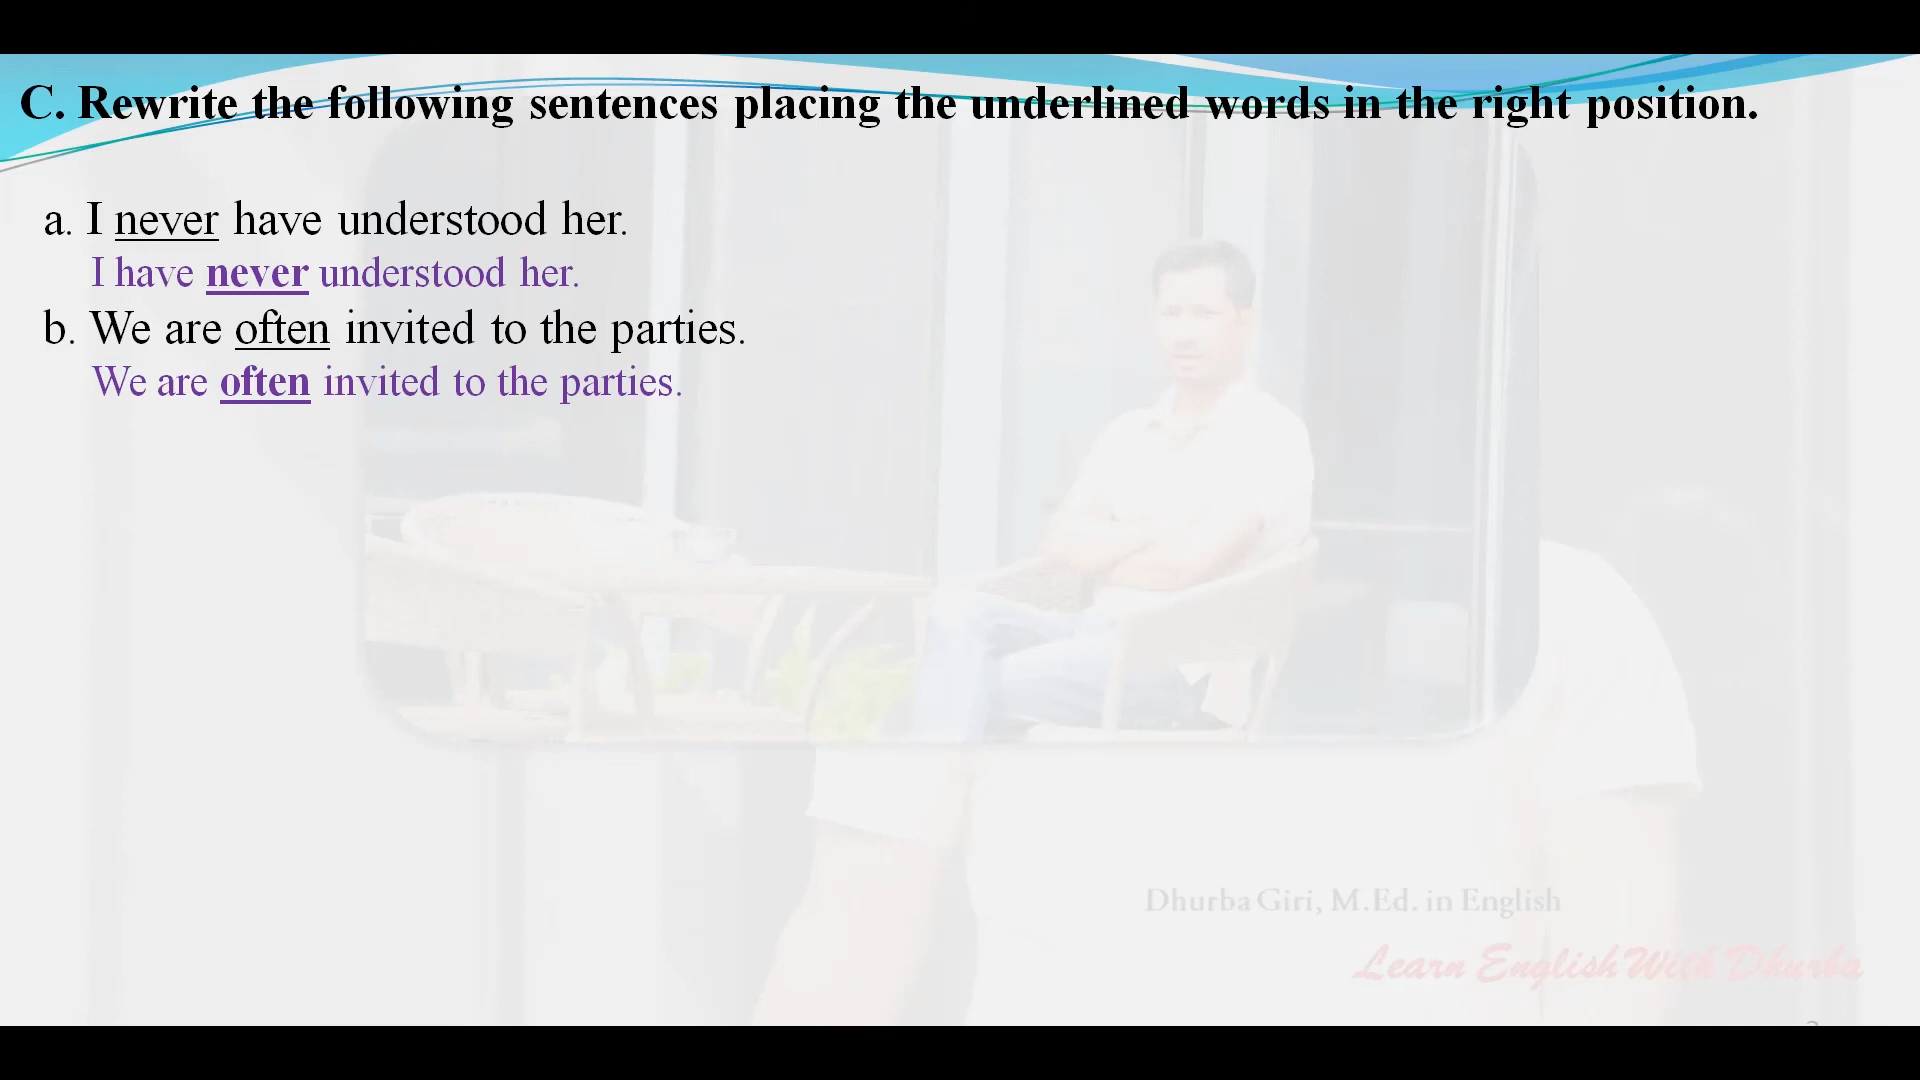 C. Rewrite the following sentences placing the underlined words in the right position.
a. I never have understood her.
I have never understood her.
b. We are often invited to the parties.
We are often invited to the parties.
Dhurba Giri, M.Ed. in English
Learn English With Dhurba